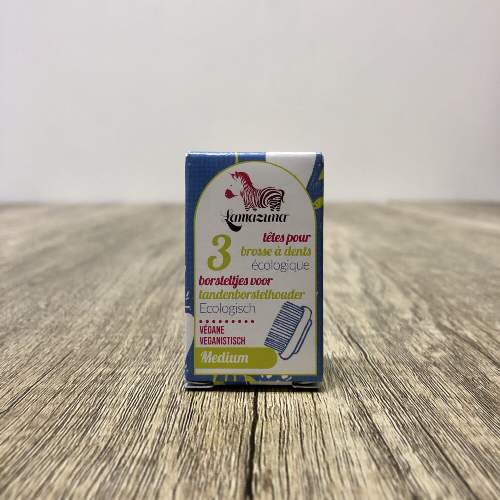 Lamazuna
3
têtes pour
brosse à dents
écologique
borsteltjes voor
tandenborstelhouder
Ecologisch
VÉGANE
VEGANISTISCH
Medium